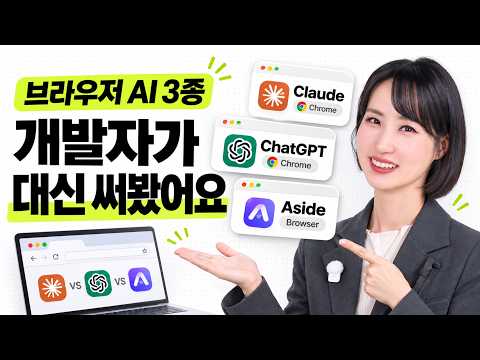 브라우저 AI 3종
개발자가
대신 써봤어요
Claude
Chrome
ChatGPT
Chrome
Aside
Browser
VS
VS